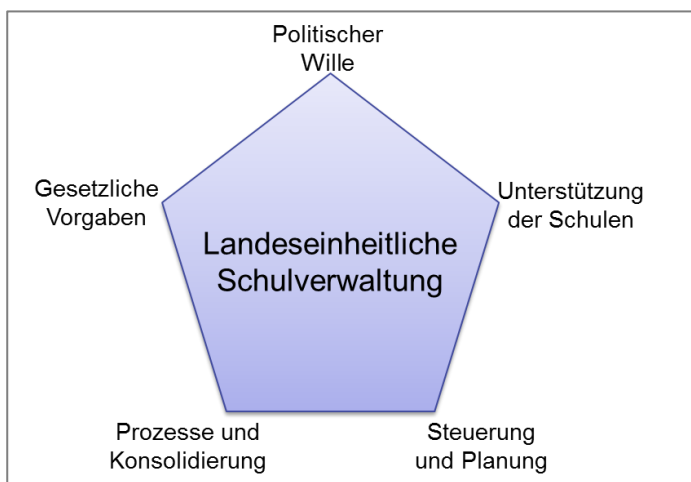 Politischer
Wille
Gesetzliche
Vorgaben
Unterstützung
der Schulen
Landeseinheitliche
Schulverwaltung
Prozesse und
Konsolidierung
Steuerung
und Planung